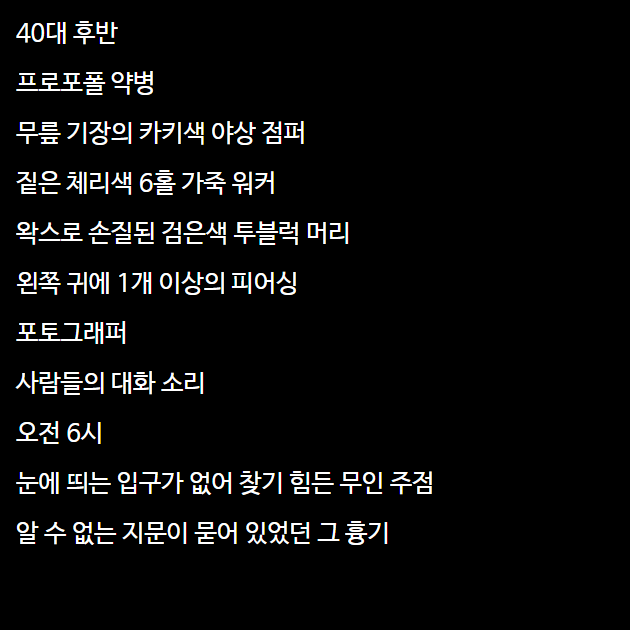 40대 후반
프로포폴 약병
무릎 기장의 카키색 야상 점퍼
짙은 체리색 6홀 가죽 워커
왁스로 손질된 검은색 투블럭 머리
왼쪽 귀에 1개 이상의 피어싱
포토그래퍼
사람들의 대화 소리
오전 6시
눈에 띄는 입구가 없어 찾기 힘든 무인 주점
알 수 없는 지문이 묻어 있었던 그 흉기